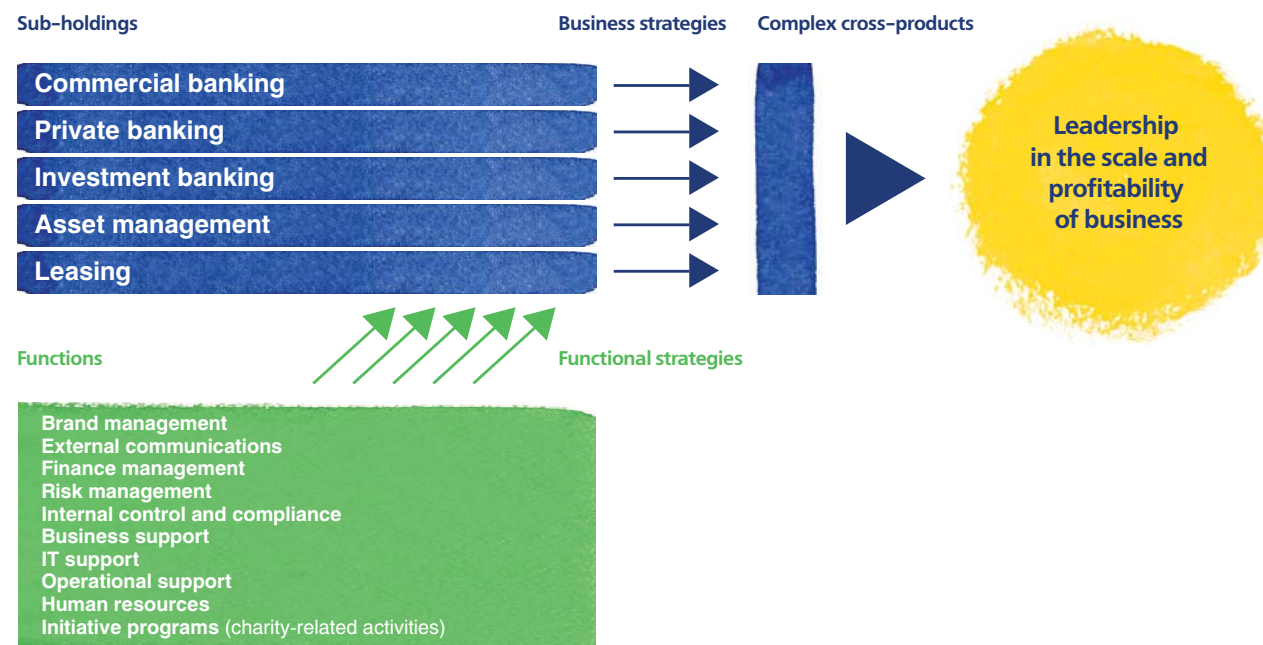 Sub-holdings
Business strategies
Complex cross-products
Commercial banking
Private banking
Investment banking
Asset management
Leasing
Leadership
in the scale and
profitability
of business
Functions
Functional strategies
Brand management
External communications
Finance management
Risk management
Internal control and compliance
Business support
IT support
Operational support
Human resources
Initiative programs (charity-related activities)